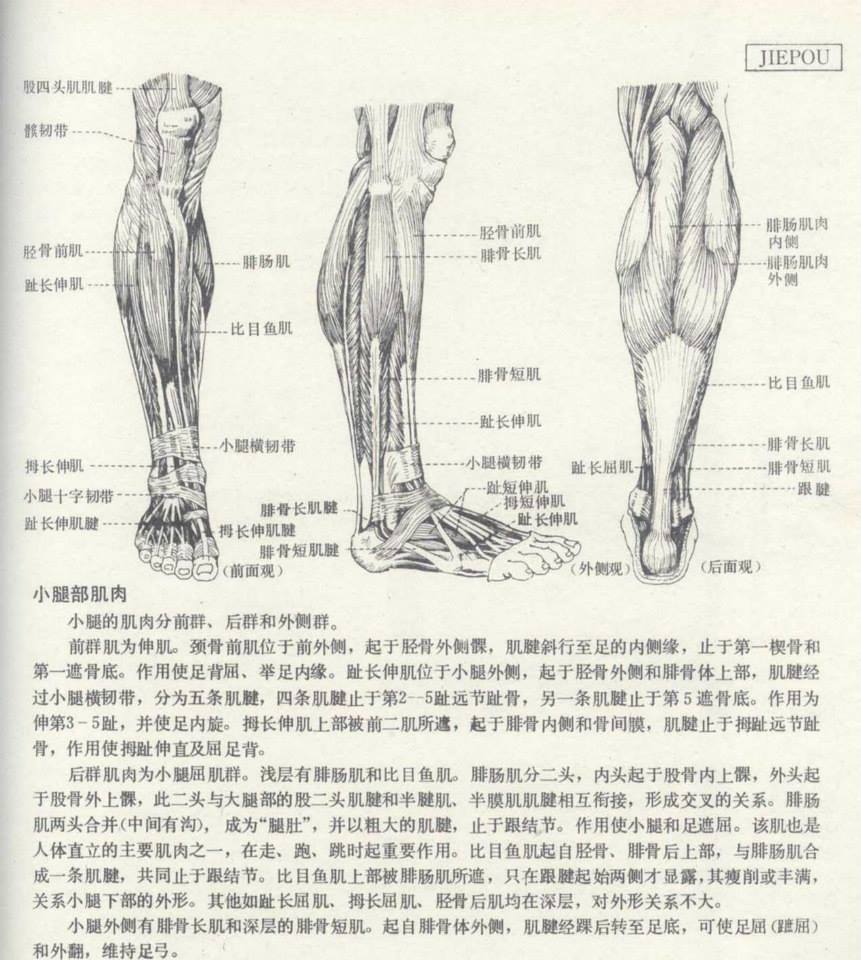 JIEPOU
股四头肌肌腱
髌韧带
胫骨前肌
趾长伸肌
腓肠肌
比目鱼肌
小腿横韧带
拇长伸肌
小腿十字韧带
趾长伸肌腱
拇长伸肌腱
(前面观)
胫骨前肌
腓骨长肌
腓骨短肌
趾长伸肌
小腿横韧带
趾短伸肌
拇短伸肌
趾长伸肌
腓骨长肌腱
腓骨短肌腱
(外侧观)
腓肠肌肉
内侧
腓肠肌肉
外侧
比目鱼肌
腓骨长肌
趾长屈肌
腓骨短肌
跟腱
(后面观)
小腿部肌肉
小腿的肌肉分前群、后群和外侧群。
前群肌为伸肌。颈骨前肌位于前外侧，起于胫骨外侧髁，肌腱斜行至足的内侧缘，止于第一楔骨和
第一遮骨底。作用使足背屈、举足内缘。趾长伸肌位于小腿外侧，起于胫骨外侧和腓骨体上部，肌腱经
过小腿横韧带，分为五条肌腱，四条肌腱止于第2--5趾远节趾骨，另一条肌腱止于第5遮骨底。作用为
伸第3-5趾，并使足内旋。拇长伸肌上部被前二肌所遮，起于腓骨内侧和骨间膜，肌腱止于拇趾远节趾
骨，作用使拇趾伸直及屈足背。
后群肌肉为小腿屈肌群。浅层有腓肠肌和比目鱼肌。腓肠肌分二头，内头起于股骨内上髁，外头起
于股骨外上髁，此二头与大腿部的股二头肌腱和半腱肌、半膜肌肌腱相互衔接，形成交叉的关系。腓肠
肌两头合并(中间有沟)，成为“腿肚”，并以粗大的肌腱，止于跟结节。作用使小腿和足遮屈。该肌也是
人体直立的主要肌肉之一，在走、跑、跳时起重要作用。比目鱼肌起自胫骨、腓骨后上部，与腓肠肌合
成一条肌腱，共同止于跟结节。比目鱼肌上部被腓肠肌所遮，只在跟腱起始两侧才显露，其瘦削或丰满，
关系小腿下部的外形。其他如趾长屈肌、拇长屈肌、胫骨后肌均在深层，对外形关系不大。
小腿外侧有腓骨长肌和深层的腓骨短肌。起自腓骨体外侧，肌腱经踝后转至足底，可使足屈(蹠屈)
和外翻，维持足弓。